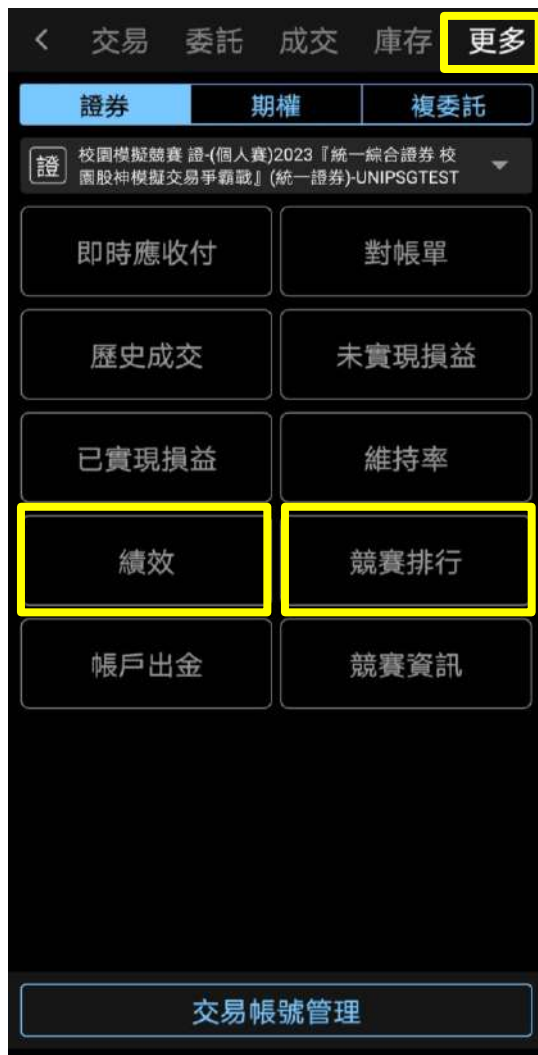 交易 委託 成交 庫存 更多
證券 期權 複委託
證 校園模擬競賽 證-(個人賽)2023『統一綜合證券 校
園股神模擬交易爭霸戰』(統一證券)-UNIPSGTEST
即時應收付 對帳單
歷史成交 未實現損益
已實現損益 維持率
績效 競賽排行
帳戶出金 競賽資訊
交易帳號管理